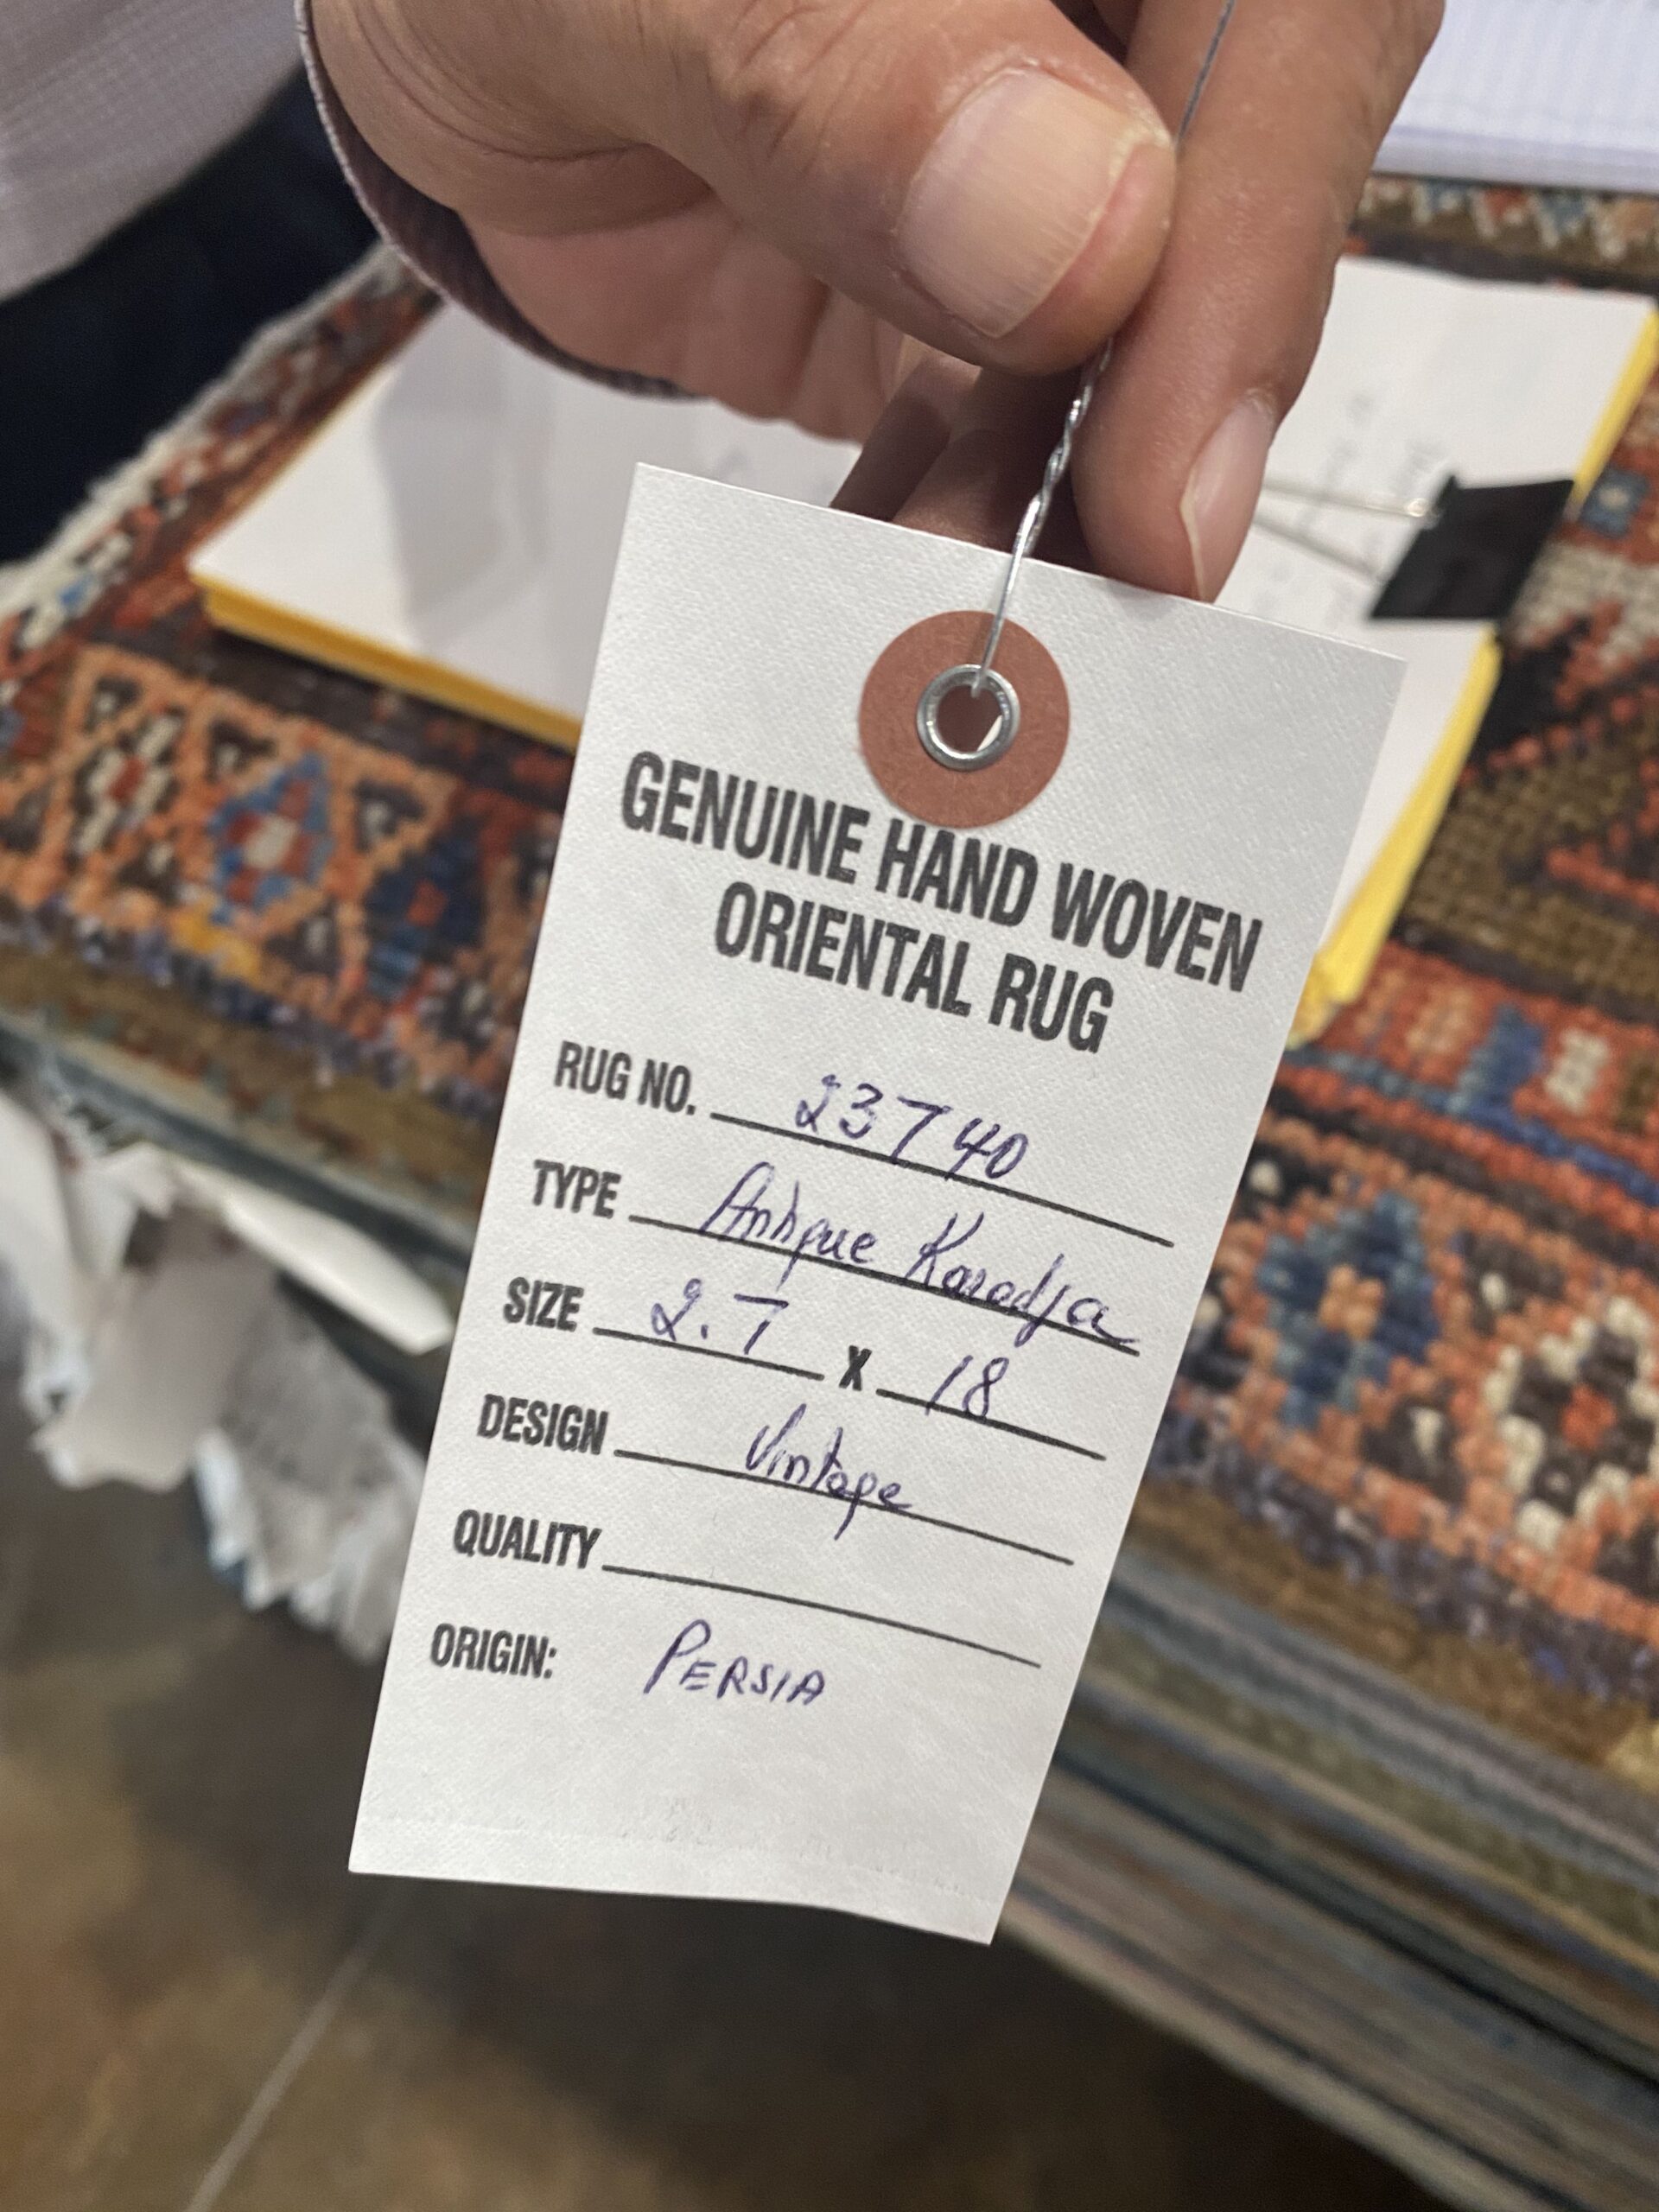 GENUINE HAND WOVEN
ORIENTAL RUG
RUG NO. 23740
TYPE Antique Karadja
SIZE 2.7 X 18
DESIGN Vintage
QUALITY
ORIGIN: PERSIA